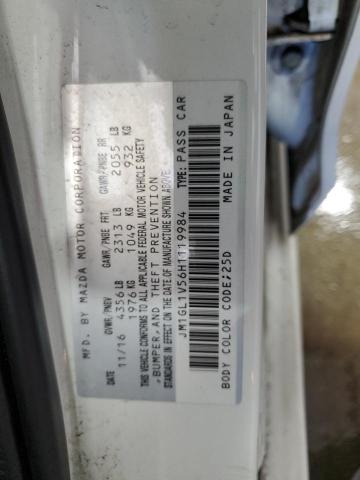 MFD. BY MAZDA MOTOR CORPORATION
GVWR/PNBV GAWR/PNBE FRT GAWR/PNBE RR
11/16 4356 LB 2313 LB 2055 LB
1976 KG 1049 KG 932 KG
THIS VEHICLE CONFORMS TO ALL APPLICABLE FEDERAL MOTOR VEHICLE SAFETY
, BUMPER, AND THEFT PREVENTION
STANDARDS IN EFFECT ON THE DATE OF MANUFACTURE SHOWN ABOVE.
JM1GL1V56H1119984 TYPE: PASS CAR
BODY COLOR CODE: 25D MADE IN JAPAN